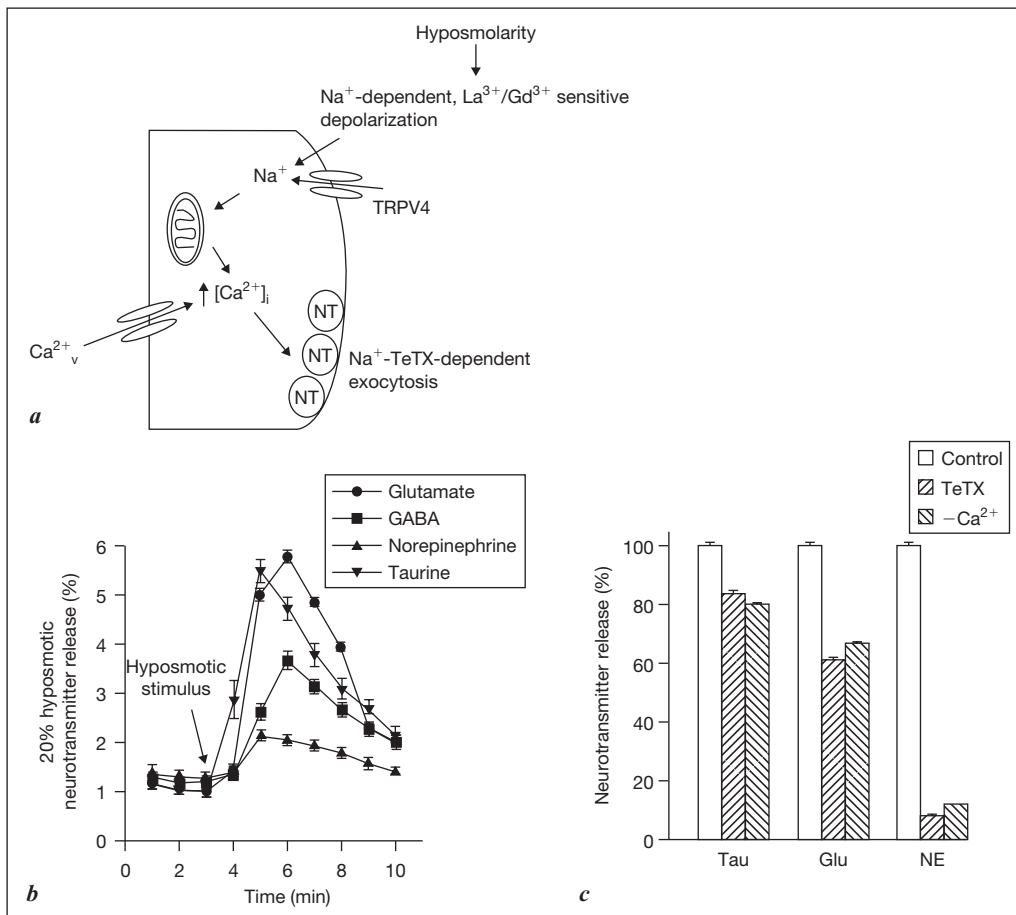 Hyposmolarity
Na⁺-dependent, La³⁺/Gd³⁺ sensitive
depolarization
Na⁺
TRPV4
[Ca²⁺]ᵢ
Ca²⁺ᵥ
NT
NT
NT
Na⁺-TeTX-dependent
exocytosis
a
Glutamate
GABA
Norepinephrine
Taurine
20% hyposmotic
neurotransmitter release (%)
6
5
4
3
2
1
0
Hyposmotic
stimulus
0 2 4 6 8 10
Time (min)
b
Control
TeTX
−Ca²⁺
Neurotransmitter release (%)
100
80
60
40
20
0
Tau Glu NE
c